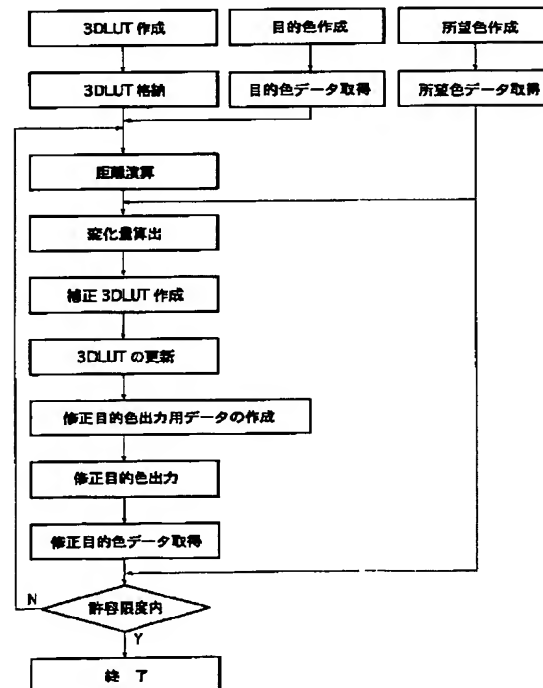 3DLUT 作成
目的色作成
所望色作成
3DLUT 格納
目的色データ取得
所望色データ取得
距離演算
変化量算出
補正 3DLUT 作成
3DLUT の更新
修正目的色出力用データの作成
修正目的色出力
修正目的色データ取得
許容限度内
N
Y
終 了